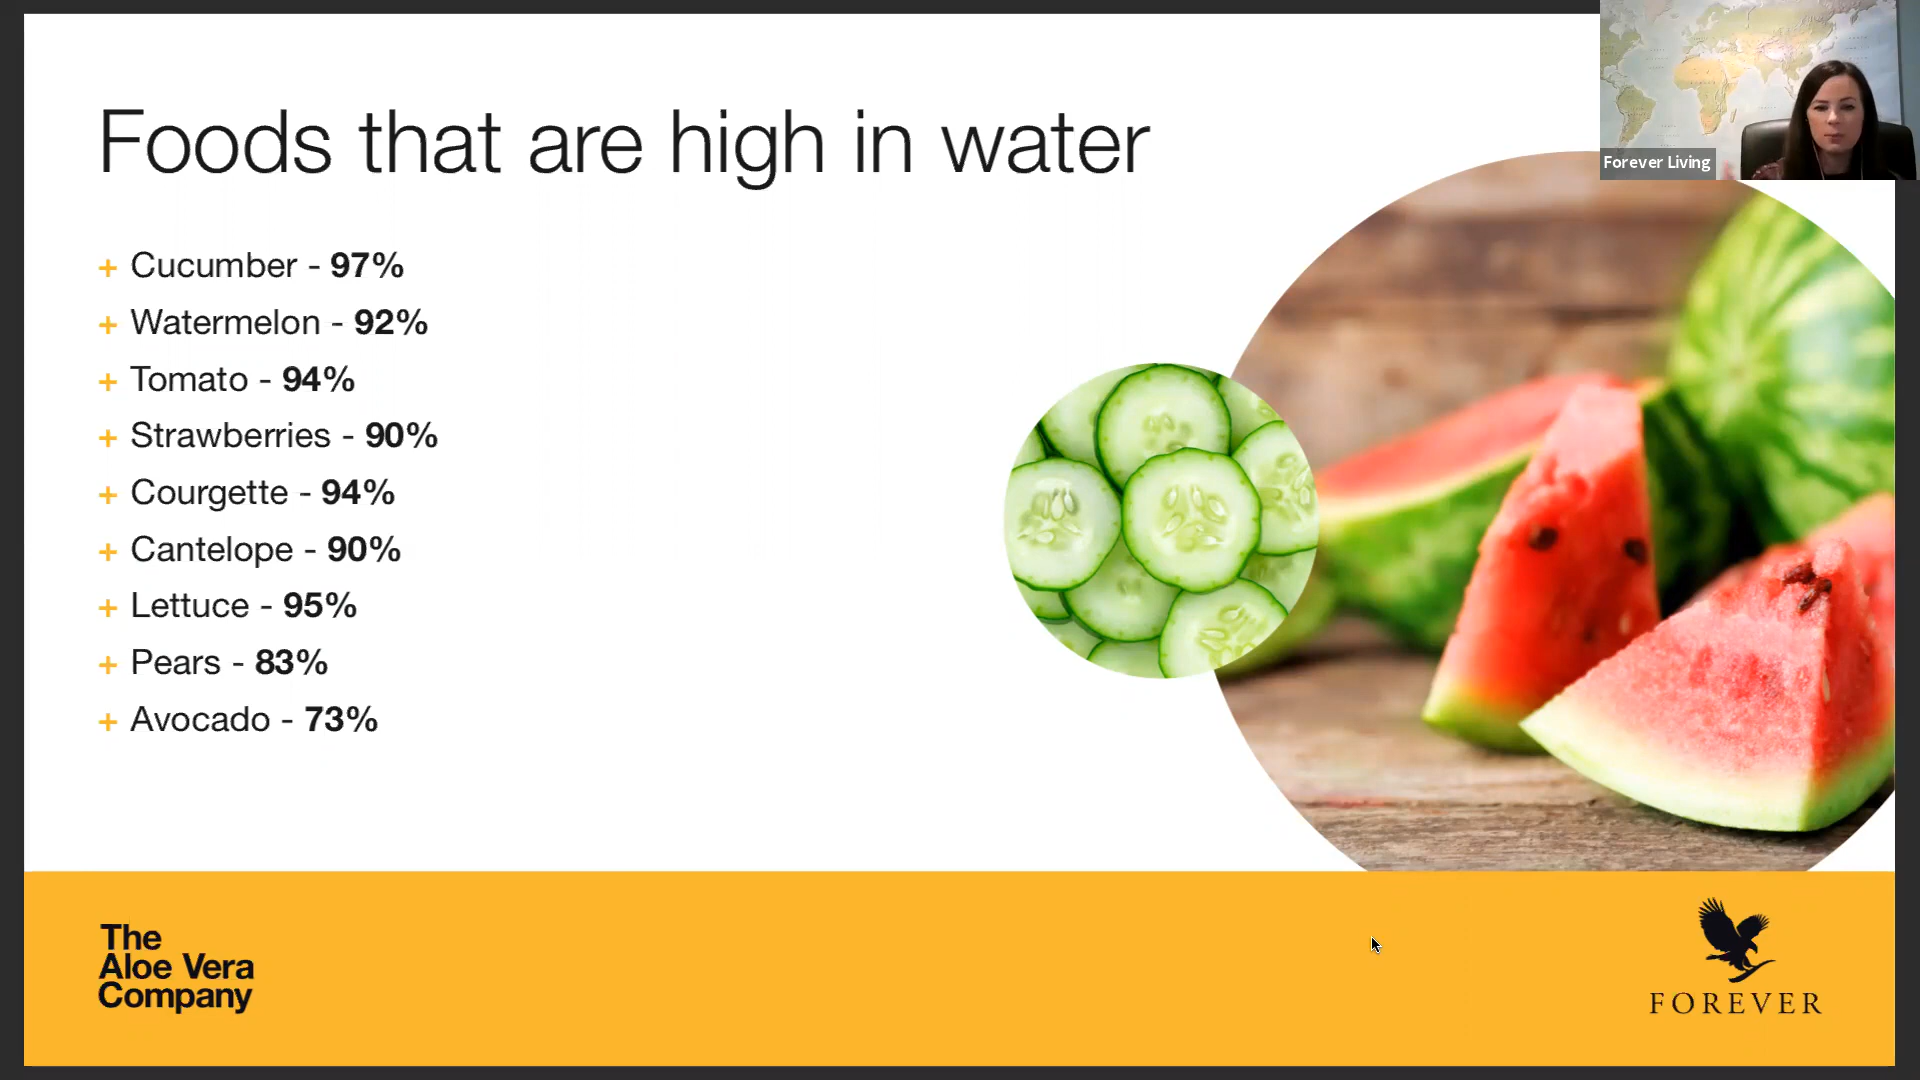 Foods that are high in water
+ Cucumber - 97%
+ Watermelon - 92%
+ Tomato - 94%
+ Strawberries - 90%
+ Courgette - 94%
+ Cantelope - 90%
+ Lettuce - 95%
+ Pears - 83%
+ Avocado - 73%
Forever Living
The
Aloe Vera
Company
FOREVER